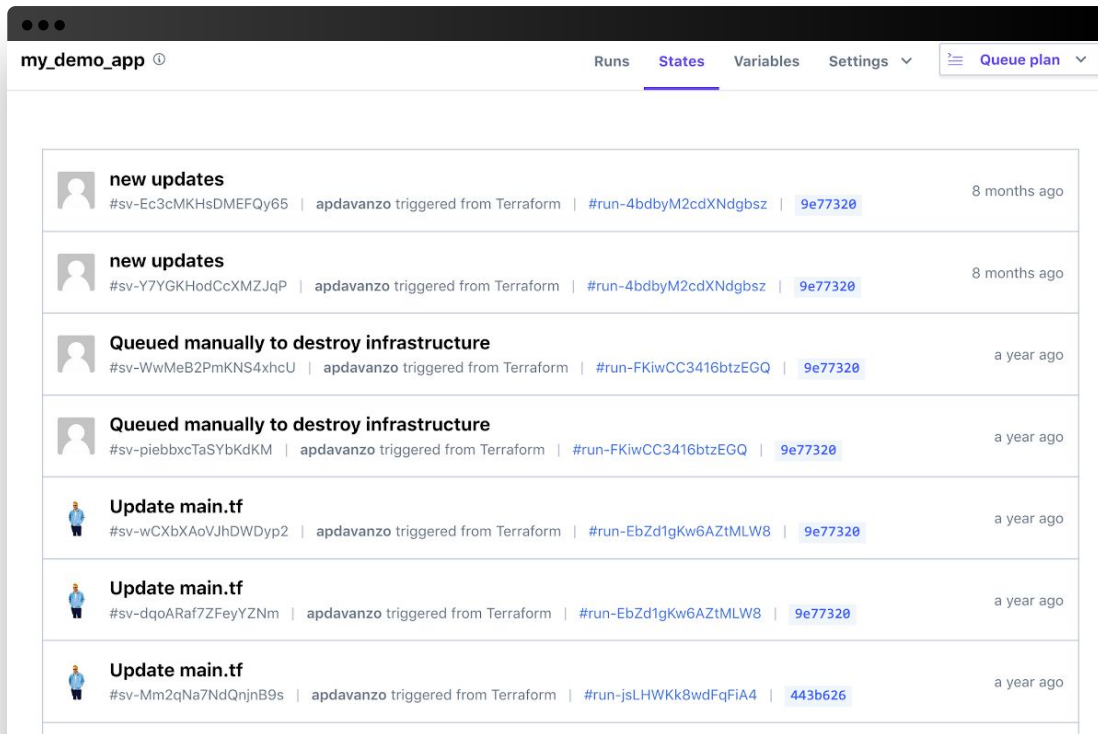 my_demo_app
Runs States Variables Settings Queue plan
new updates
#sv-Ec3cMKHsDMEFQy65 | apdavanzo triggered from Terraform | #run-4bdbyM2cdXNdgbsz | 9e77320
8 months ago
new updates
#sv-Y7YGKHodCcXMZJqP | apdavanzo triggered from Terraform | #run-4bdbyM2cdXNdgbsz | 9e77320
8 months ago
Queued manually to destroy infrastructure
#sv-WwMeB2PmKNS4xhcU | apdavanzo triggered from Terraform | #run-FKiwCC3416btzEGQ | 9e77320
a year ago
Queued manually to destroy infrastructure
#sv-piebbxcTaSYbKdKM | apdavanzo triggered from Terraform | #run-FKiwCC3416btzEGQ | 9e77320
a year ago
Update main.tf
#sv-wCXbXAoVJhDWDyp2 | apdavanzo triggered from Terraform | #run-EbZd1gKw6AZtMLW8 | 9e77320
a year ago
Update main.tf
#sv-dqoARaf7ZFeyYZNm | apdavanzo triggered from Terraform | #run-EbZd1gKw6AZtMLW8 | 9e77320
a year ago
Update main.tf
#sv-Mm2qNa7NdQnjnB9s | apdavanzo triggered from Terraform | #run-jsLHWKk8wdFqFiA4 | 443b626
a year ago